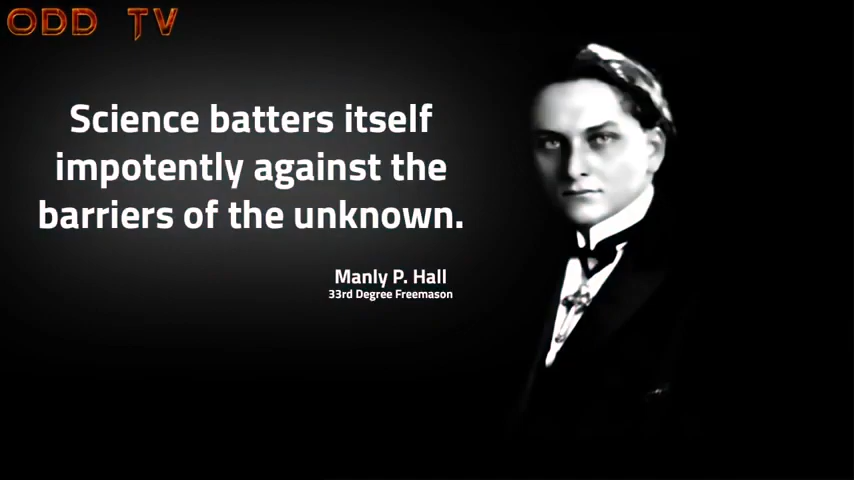 ODD TV
Science batters itself
impotently against the
barriers of the unknown.
Manly P. Hall
33rd Degree Freemason